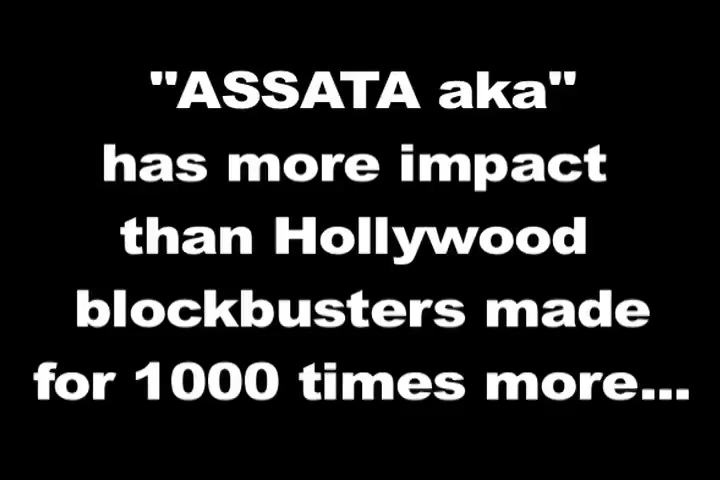 "ASSATA aka"
has more impact
than Hollywood
blockbusters made
for 1000 times more...